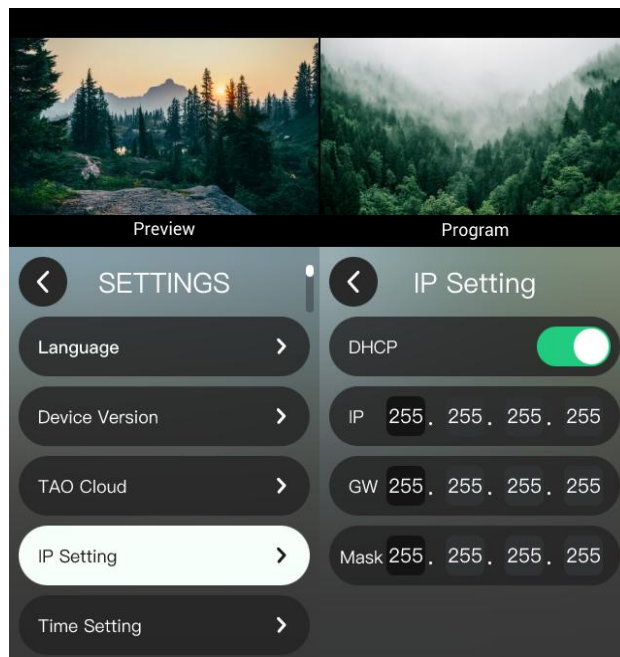 Preview
Program
SETTINGS
Language
Device Version
TAO Cloud
IP Setting
Time Setting
IP Setting
DHCP
IP 255. 255. 255. 255
GW 255. 255. 255. 255
Mask 255. 255. 255. 255